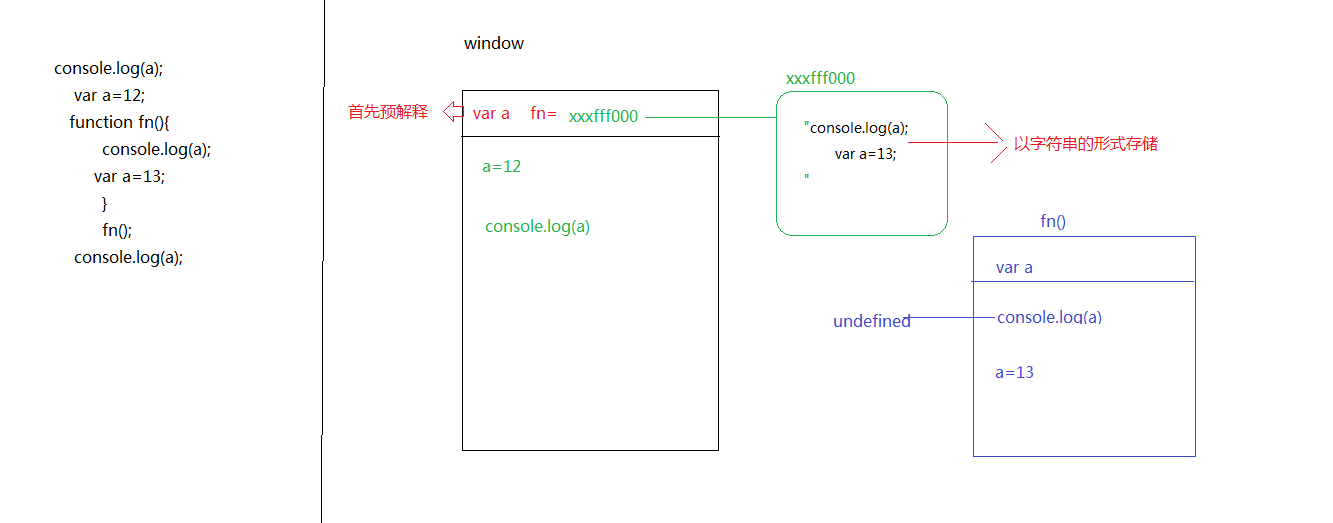 console.log(a);
var a=12;
function fn(){
console.log(a);
var a=13;
}
fn();
console.log(a);
window
首先预解释
var a fn= xxxfff000
a=12
console.log(a)
xxxfff000
"console.log(a);
var a=13;
"
以字符串的形式存储
fn()
var a
undefined
console.log(a)
a=13